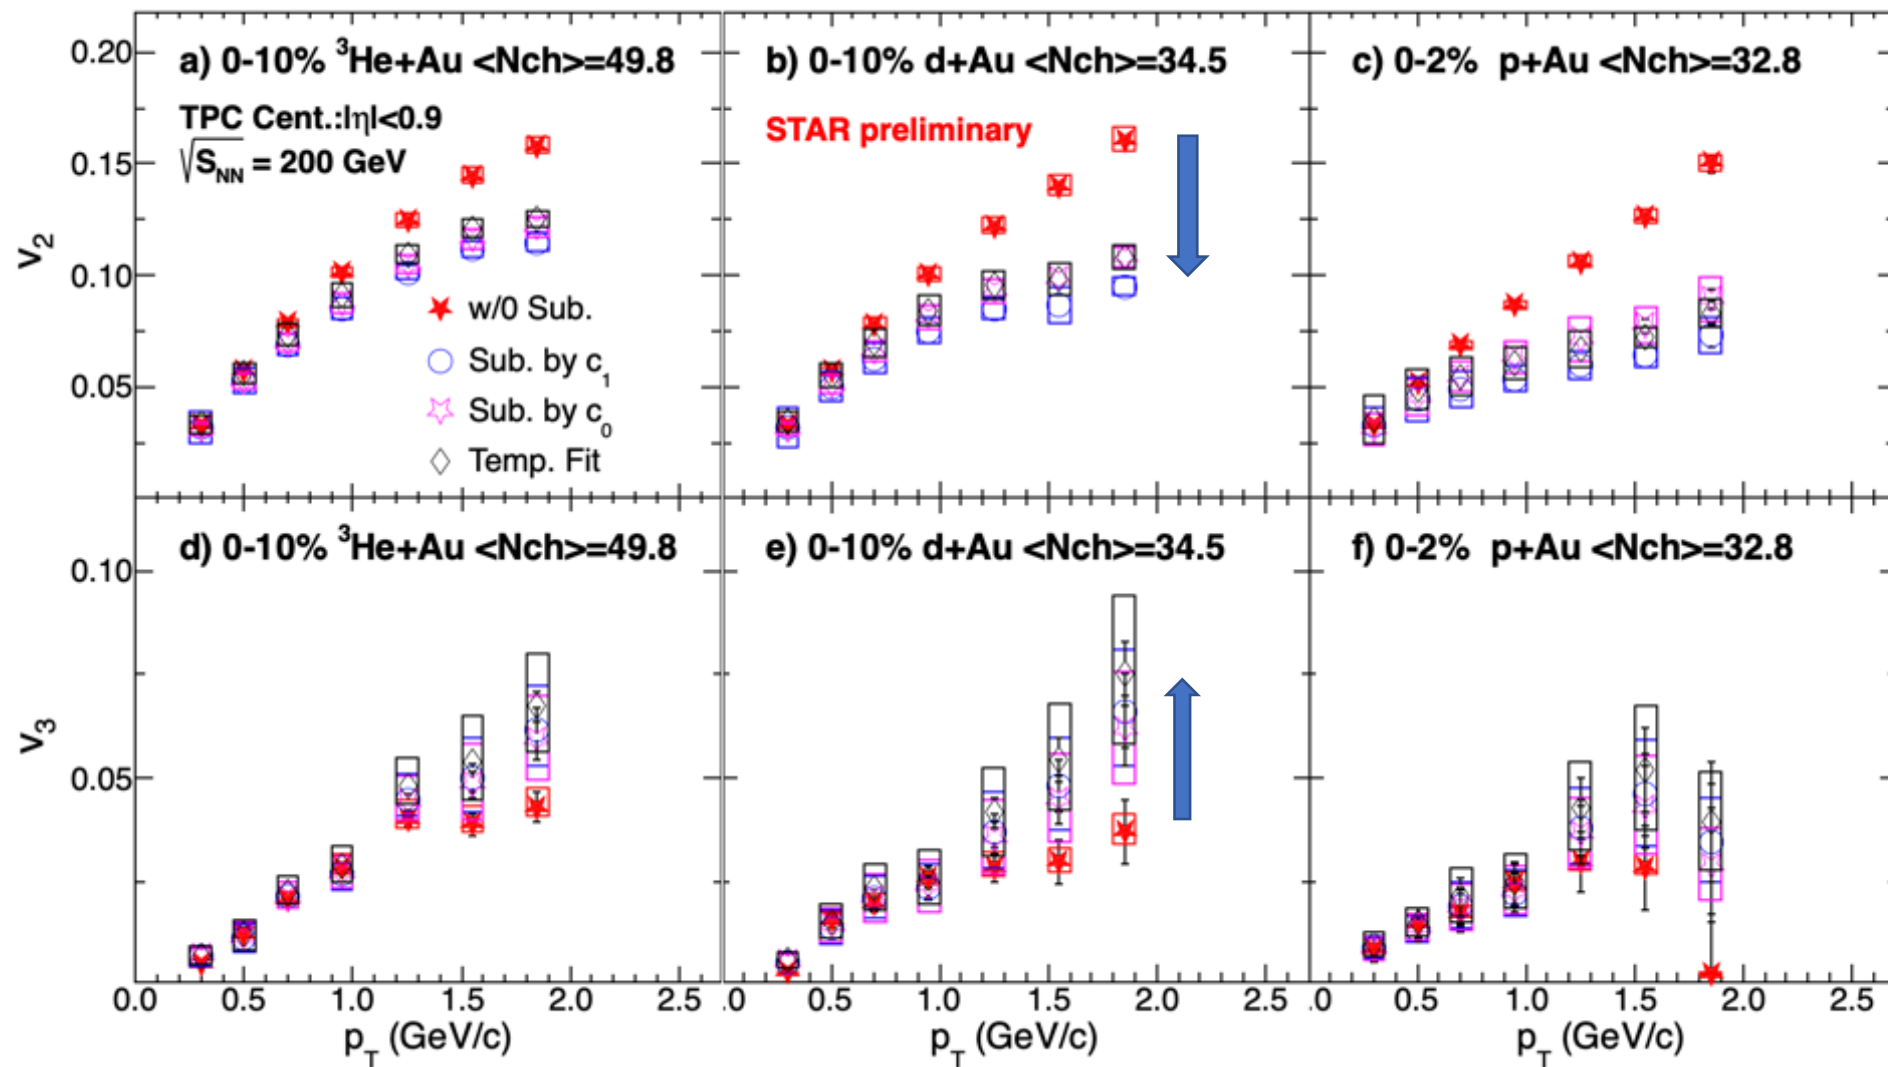 a) 0-10% ³He+Au <Nch>=49.8
TPC Cent.:|η|<0.9
√S_NN = 200 GeV
w/0 Sub.
Sub. by c₁
Sub. by c₀
Temp. Fit
b) 0-10% d+Au <Nch>=34.5
STAR preliminary
c) 0-2% p+Au <Nch>=32.8
0.20
0.15
0.10
0.05
v₂
d) 0-10% ³He+Au <Nch>=49.8
e) 0-10% d+Au <Nch>=34.5
f) 0-2% p+Au <Nch>=32.8
0.10
0.05
v₃
0.0 0.5 1.0 1.5 2.0 2.5 .0 0.5 1.0 1.5 2.0 2.5 .0 0.5 1.0 1.5 2.0 2.5
p_T (GeV/c) p_T (GeV/c) p_T (GeV/c)